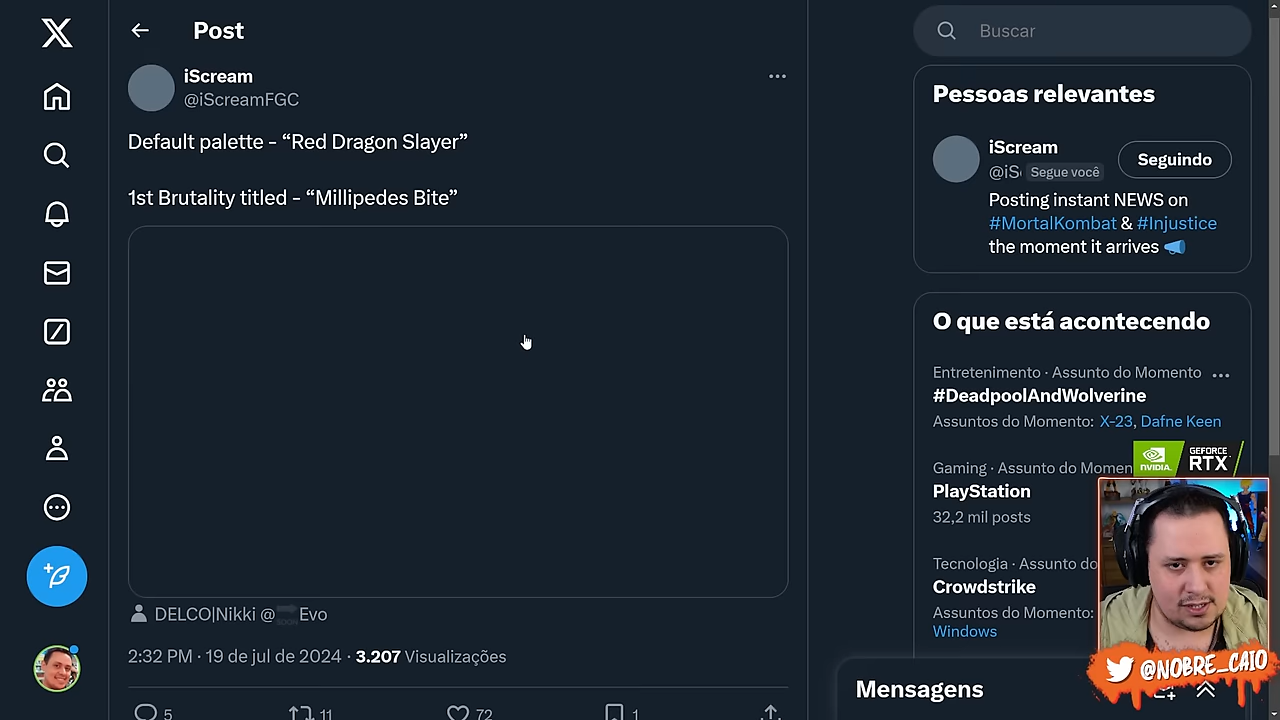 Post
Buscar
iScream
@iScreamFGC
Default palette - “Red Dragon Slayer”
1st Brutality titled - “Millipedes Bite”
DELCO|Nikki @
Evo
2:32 PM · 19 de jul de 2024 · 3.207 Visualizações
5
11
72
1
Pessoas relevantes
iScream
Seguindo
@iS
Segue você
Posting instant NEWS on
#MortalKombat & #Injustice
the moment it arrives
O que está acontecendo
Entretenimento · Assunto do Momento
#DeadpoolAndWolverine
Assuntos do Momento: X-23, Dafne Keen
Gaming · Assunto do Momen
PlayStation
32,2 mil posts
Tecnologia · Assunto do
Crowdstrike
Assuntos do Momento:
Windows
NVIDIA.
GEFORCE
RTX
@NOBRE_CAIO
Mensagens